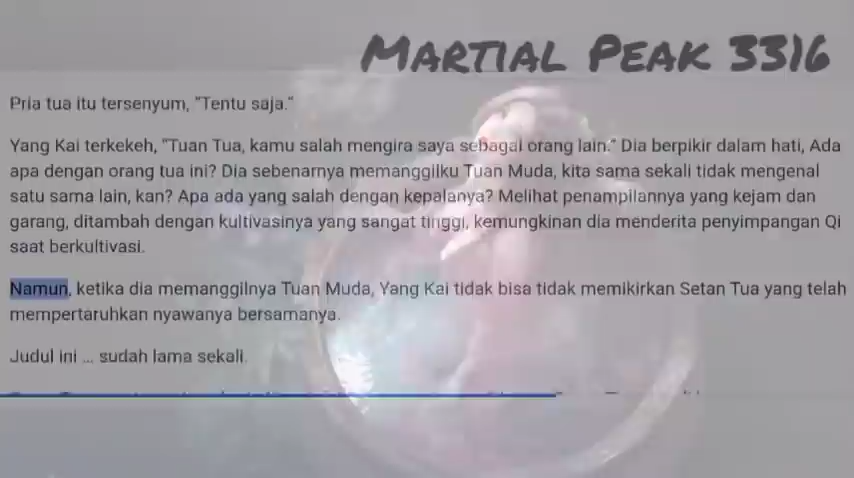 MARTIAL PEAK 3316
Pria tua itu tersenyum, "Tentu saja."
Yang Kai terkekeh, "Tuan Tua, kamu salah mengira saya sebagai orang lain." Dia berpikir dalam hati, Ada
apa dengan orang tua ini? Dia sebenarnya memanggilku Tuan Muda, kita sama sekali tidak mengenal
satu sama lain, kan? Apa ada yang salah dengan kepalanya? Melihat penampilannya yang kejam dan
garang, ditambah dengan kultivasinya yang sangat tinggi, kemungkinan dia menderita penyimpangan Qi
saat berkultivasi.
Namun, ketika dia memanggilnya Tuan Muda, Yang Kai tidak bisa tidak memikirkan Setan Tua yang telah
mempertaruhkan nyawanya bersamanya.
Judul ini ... sudah lama sekali.